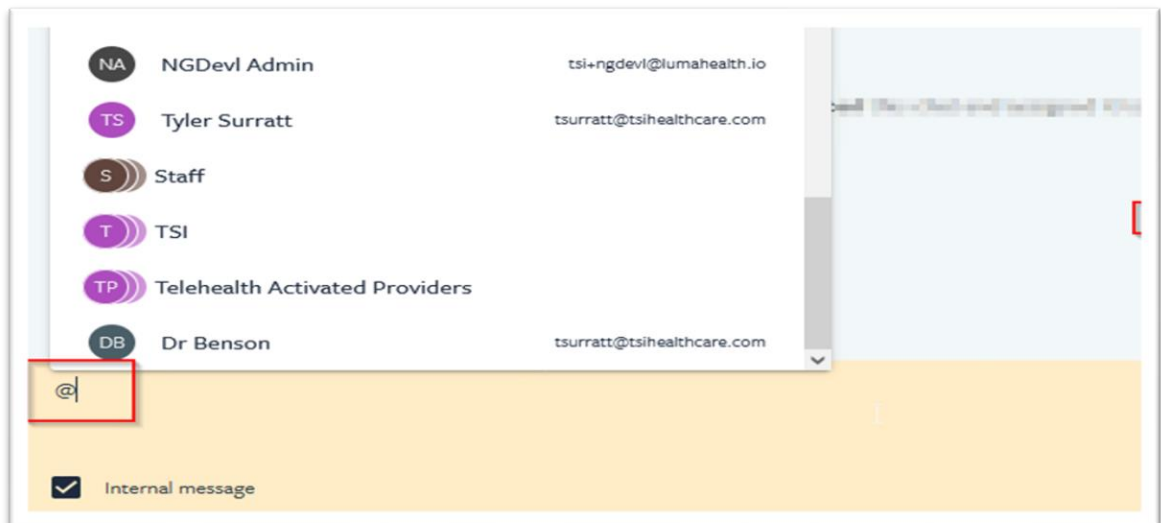 NA NGDevl Admin tsi+ngdevl@lumahealth.io
TS Tyler Surratt tsurratt@tsihealthcare.com
S Staff
T TSI
TP Telehealth Activated Providers
DB Dr Benson tsurratt@tsihealthcare.com
@
Internal message